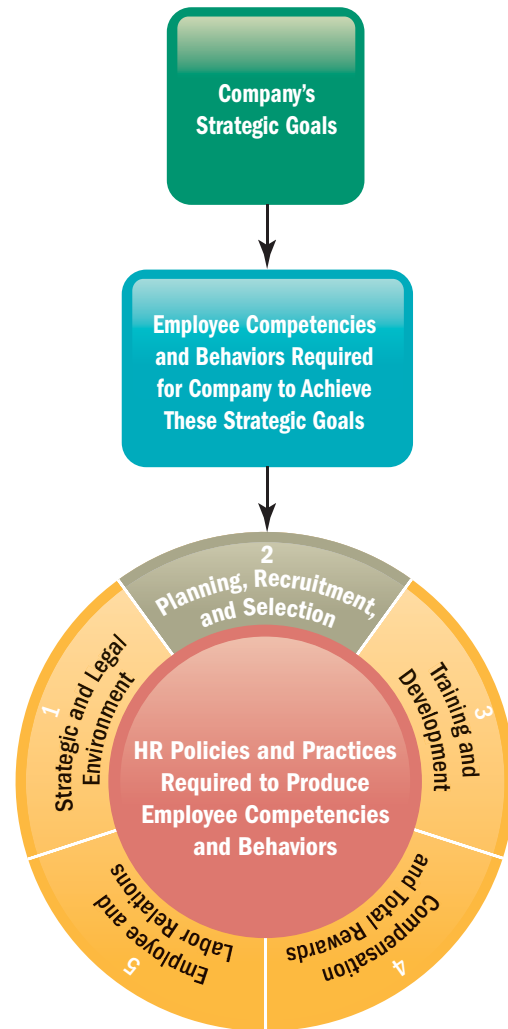 Company's
Strategic Goals
Employee Competencies
and Behaviors Required
for Company to Achieve
These Strategic Goals
2
Planning, Recruitment,
and Selection
1
Strategic and Legal
Environment
3
Training and
Development
HR Policies and Practices
Required to Produce
Employee Competencies
and Behaviors
5
Employee and
Labor Relations
4
Compensation
and Total Rewards